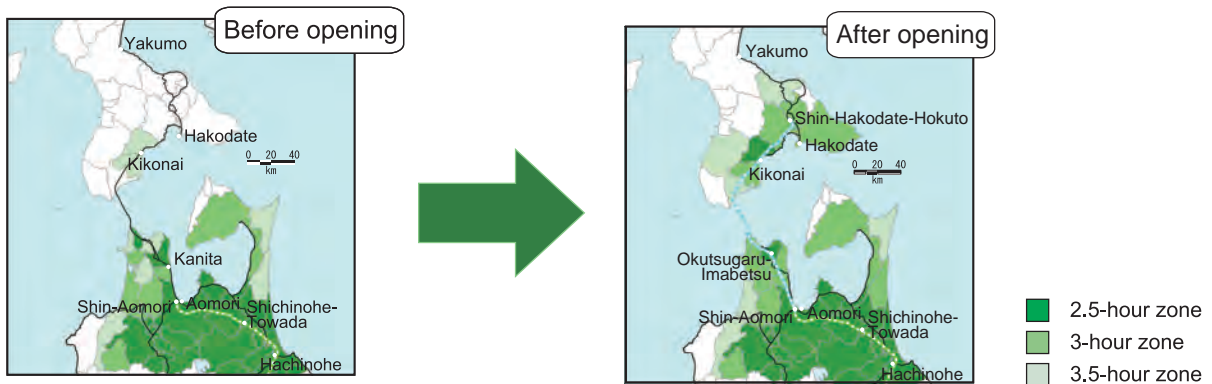 Before opening
Yakumo
Hakodate
Kikonai
0 20 40
km
Kanita
Shin-Aomori
Aomori
Shichinohe-
Towada
Hachinohe
After opening
Yakumo
Shin-Hakodate-Hokuto
Hakodate
Kikonai
0 20 40
km
Okutsugaru-
Imabetsu
Shin-Aomori
Aomori
Shichinohe-
Towada
Hachinohe
2.5-hour zone
3-hour zone
3.5-hour zone